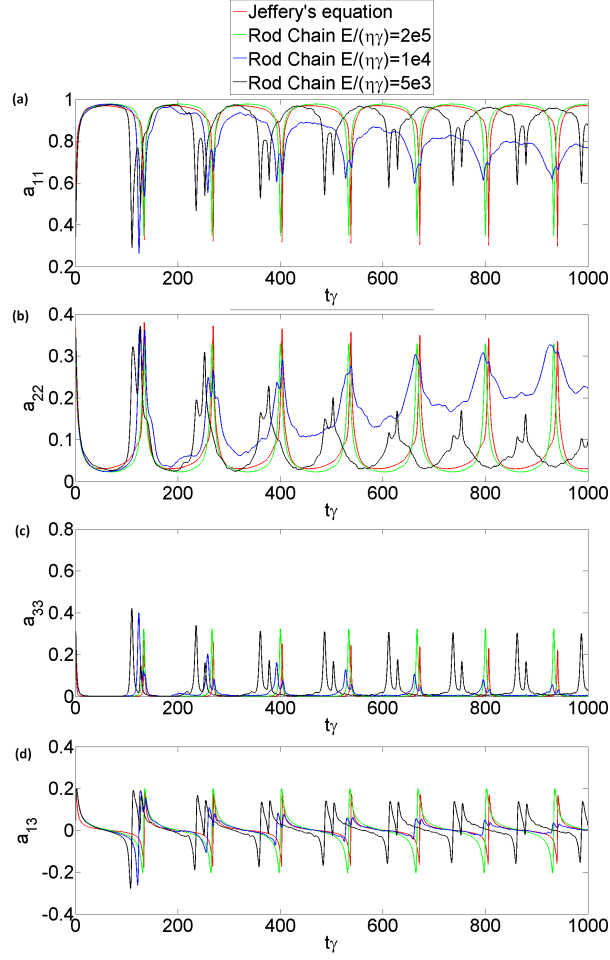 Jeffery's equation
Rod Chain E/(ηγ)=2e5
Rod Chain E/(ηγ)=1e4
Rod Chain E/(ηγ)=5e3
(a)
1
0.8
0.6
0.4
0.2
a11
0 200 400 600 800 1000
tγ
(b)
0.4
0.3
0.2
0.1
0
a22
0 200 400 600 800 1000
tγ
(c)
0.8
0.6
0.4
0.2
0
a33
0 200 400 600 800 1000
tγ
(d)
0.4
0.2
0
-0.2
-0.4
a13
0 200 400 600 800 1000
tγ